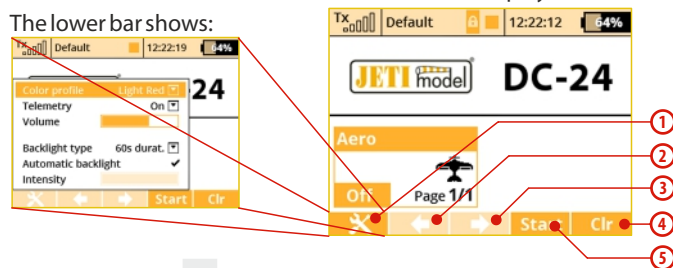 The lower bar shows:
Tx Default 12:22:19 64%
24
Color profile Light Red
Telemetry On
Volume
Backlight type 60s durat.
Automatic backlight ✔
Intensity
Start Clr
Tx Default 12:22:12 64%
JETI model DC-24
Aero
Off Page 1/1
Start Clr
1
2
3
4
5